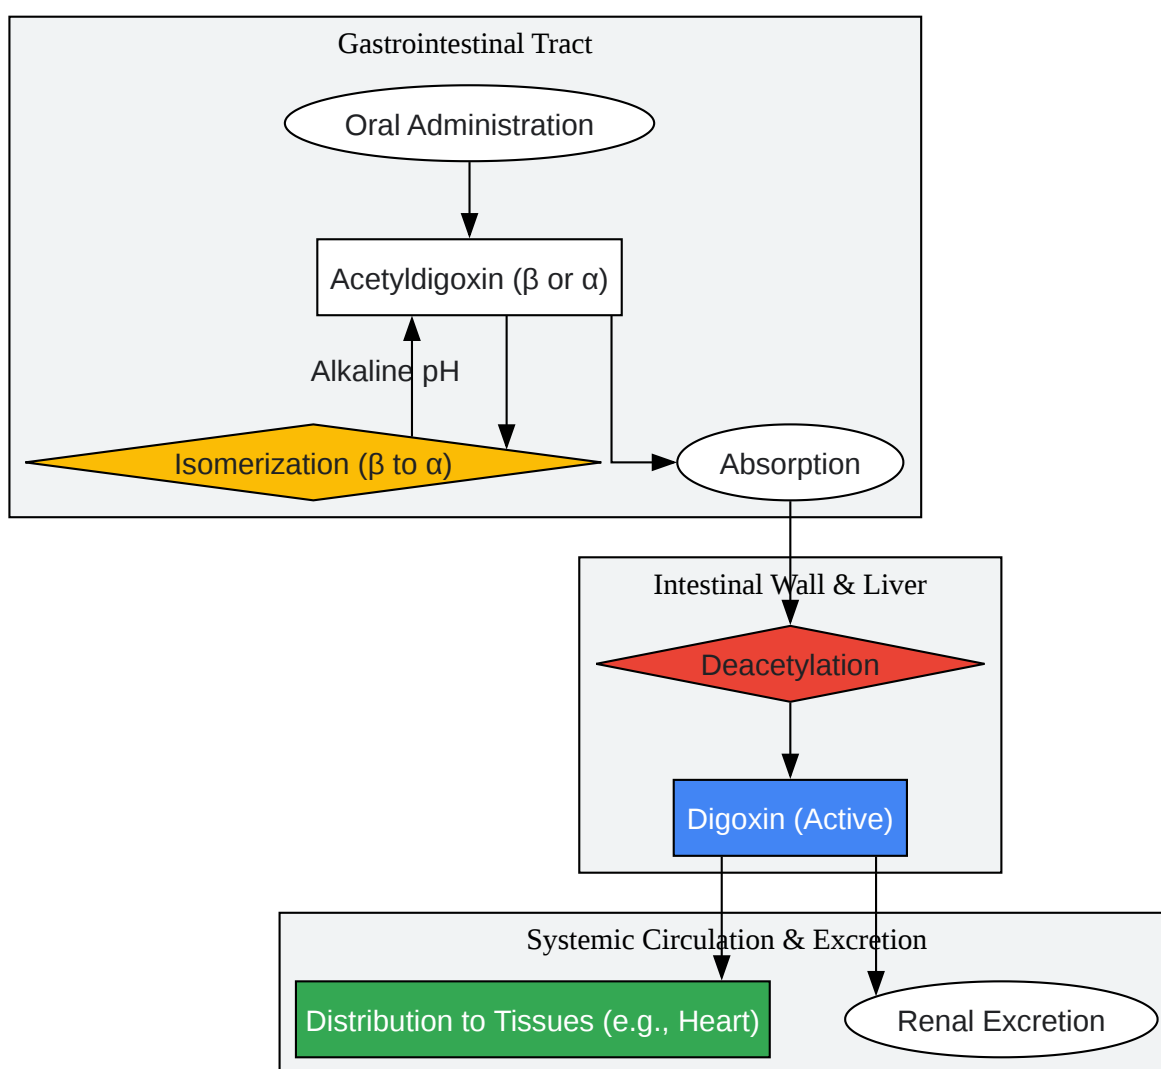 Gastrointestinal Tract
Oral Administration
Acetyldigoxin (β or α)
Alkaline pH
Isomerization (β to α)
Absorption
Intestinal Wall & Liver
Deacetylation
Digoxin (Active)
Systemic Circulation & Excretion
Distribution to Tissues (e.g., Heart)
Renal Excretion